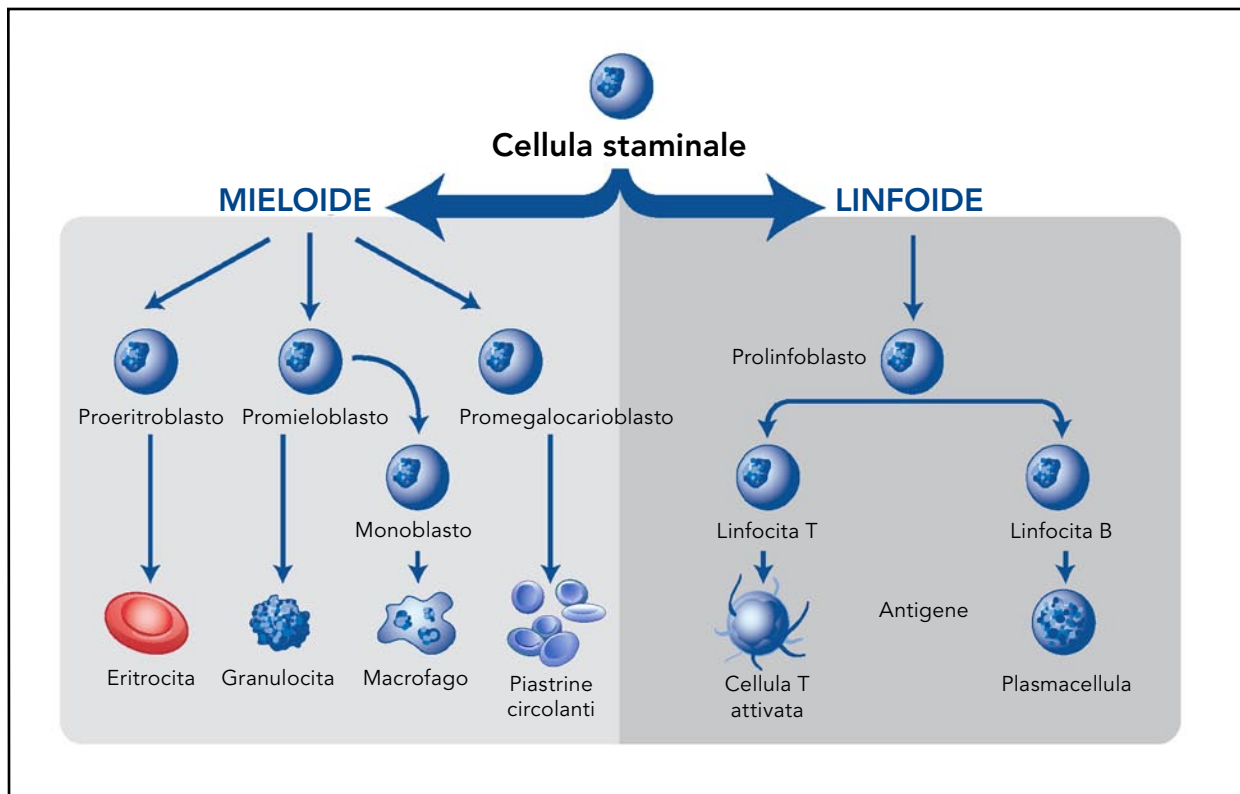 Cellula staminale
MIELOIDE
LINFOIDE
Prolinfoblasto
Proeritroblasto
Promieloblasto
Promegalocarioblasto
Monoblasto
Linfocita T
Linfocita B
Antigene
Eritrocita
Granulocita
Macrofago
Piastrine
circolanti
Cellula T
attivata
Plasmacellula